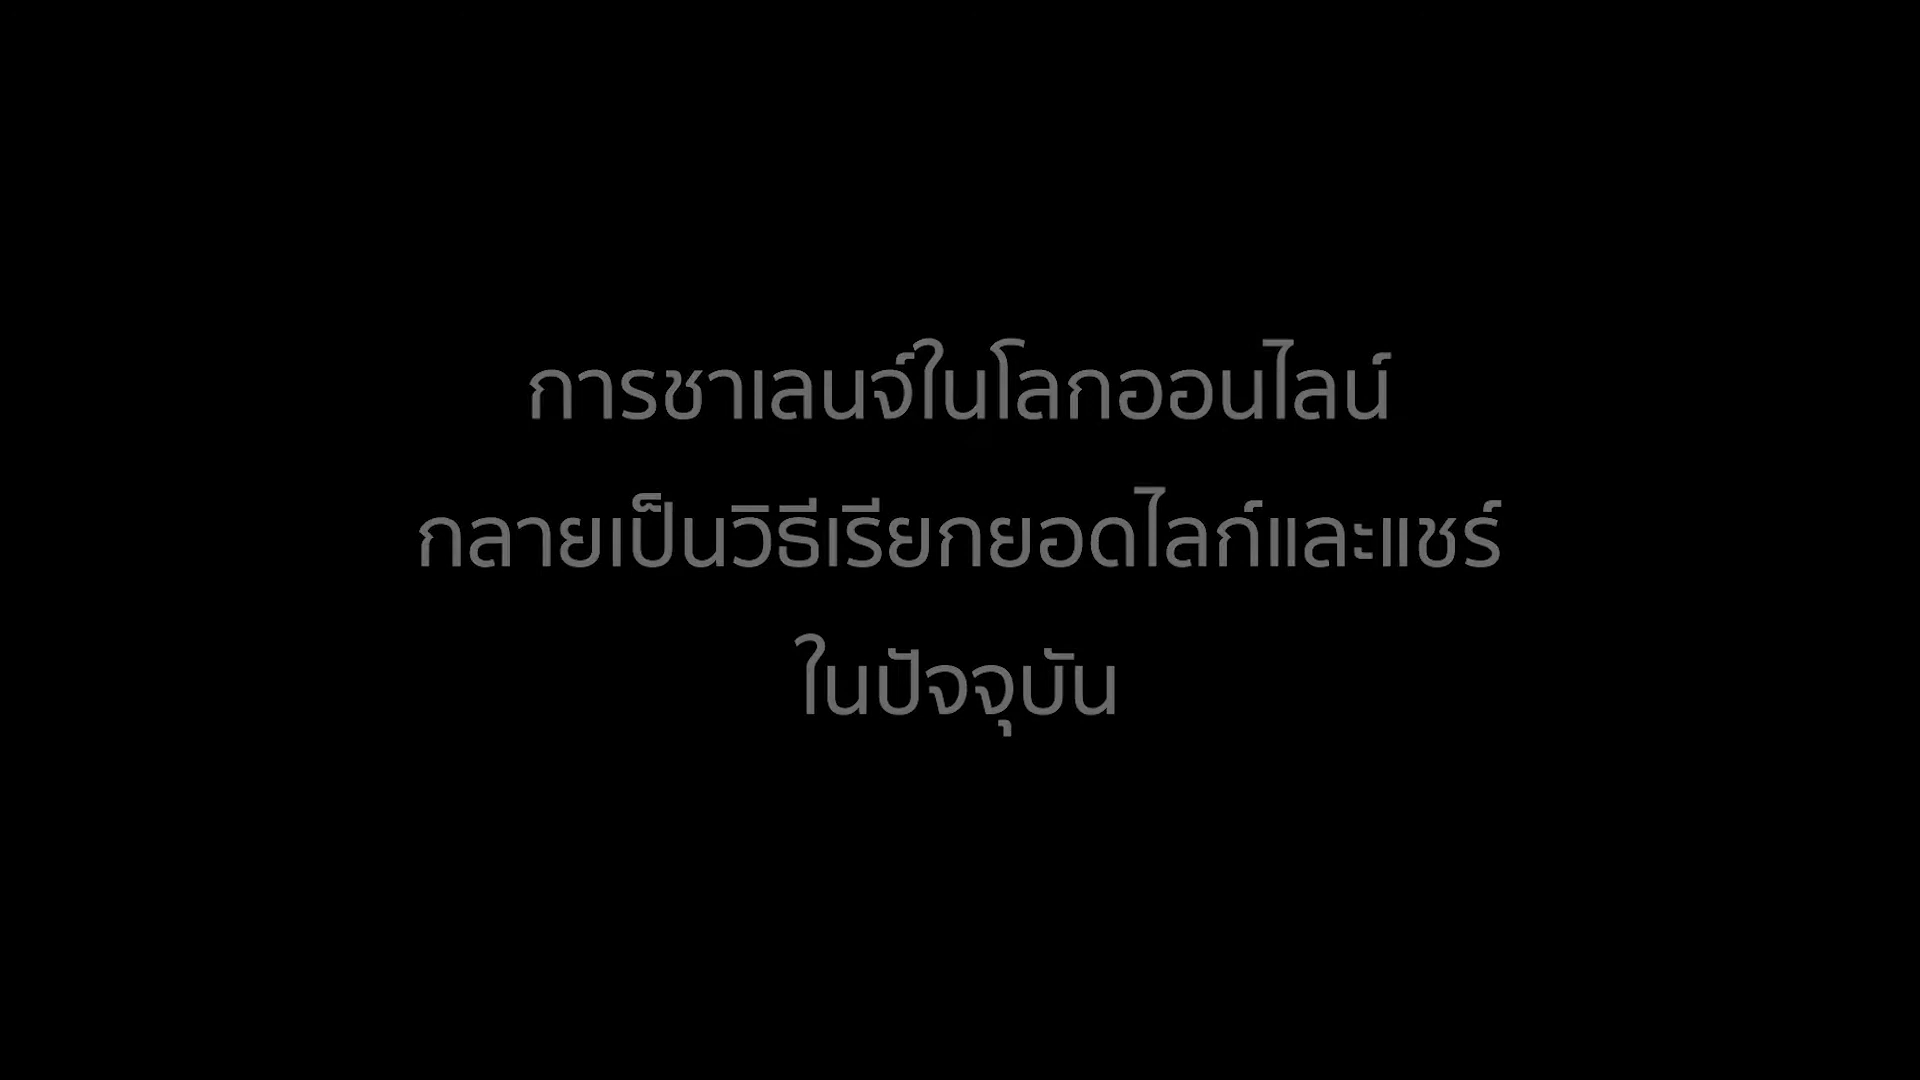 การชาเลนจ์ในโลกออนไลน์
กลายเป็นวิธีเรียกยอดไลก์และแชร์
ในปัจจุบัน